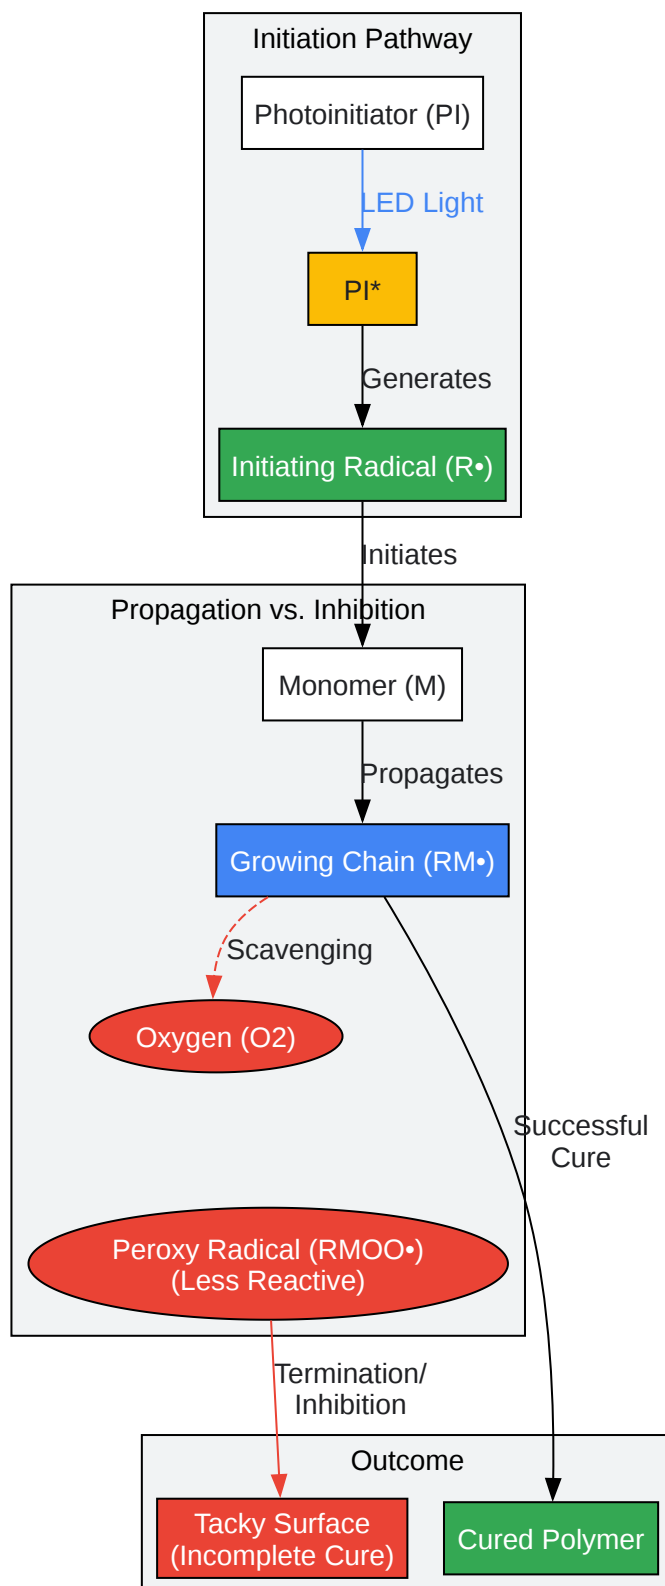 Initiation Pathway
Photoinitiator (PI)
LED Light
PI*
Generates
Initiating Radical (R•)
Initiates
Propagation vs. Inhibition
Monomer (M)
Propagates
Growing Chain (RM•)
Scavenging
Oxygen (O2)
Successful
Cure
Peroxy Radical (RMOO•)
(Less Reactive)
Termination/
Inhibition
Outcome
Tacky Surface
(Incomplete Cure)
Cured Polymer